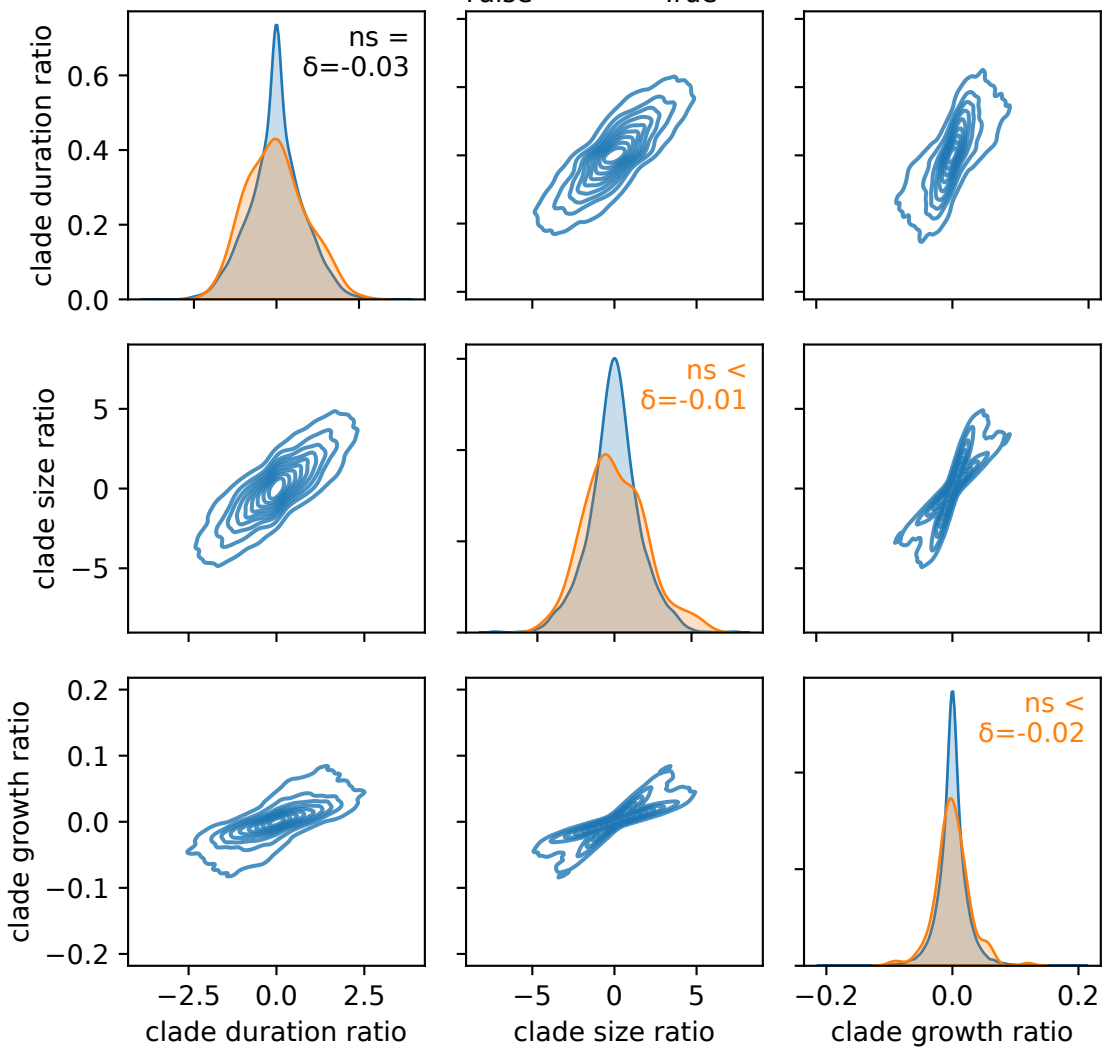 False True
clade duration ratio
0.6
0.4
0.2
0.0
ns =
δ=-0.03
clade size ratio
5
0
−5
ns <
δ=-0.01
clade growth ratio
0.2
0.1
0.0
−0.1
−0.2
ns <
δ=-0.02
−2.5 0.0 2.5
−5 0 5
−0.2 0.0 0.2
clade duration ratio
clade size ratio
clade growth ratio